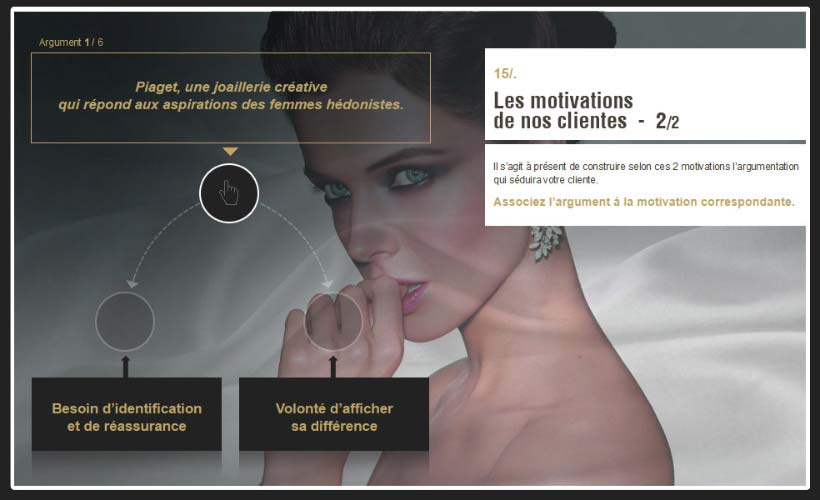 Argument 1 / 6
Piaget, une joaillerie créative
qui répond aux aspirations des femmes hédonistes.
15/.
Les motivations
de nos clientes - 2/2
Il s'agit à présent de construire selon ces 2 motivations l'argumentation
qui séduira votre cliente.
Associez l'argument à la motivation correspondante.
Besoin d'identification
et de réassurance
Volonté d'afficher
sa différence